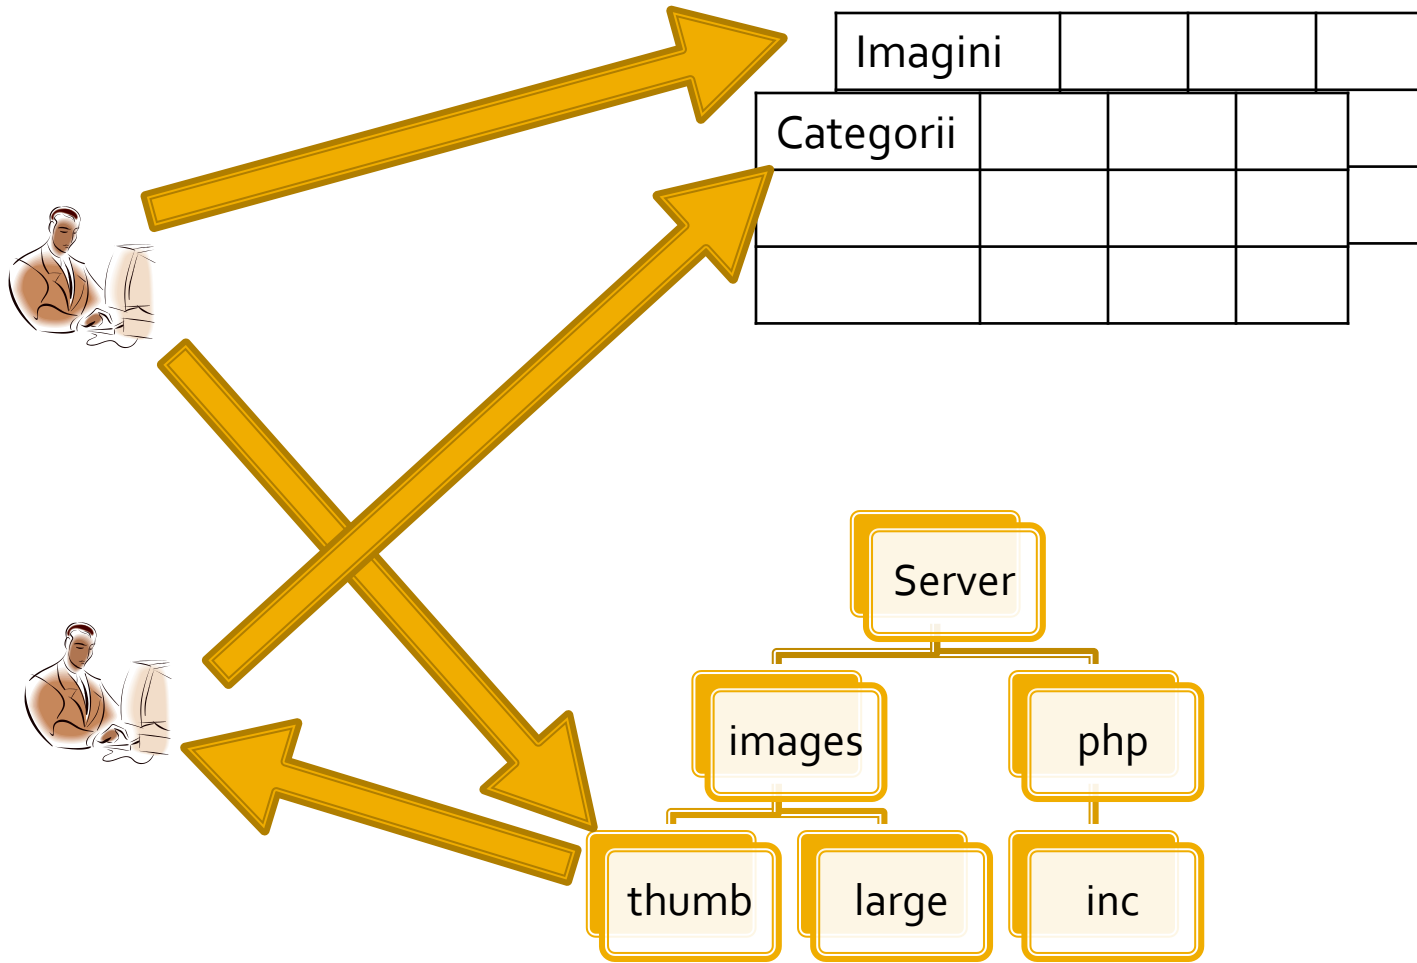 Imagini
Categorii
Server
images
php
thumb
large
inc